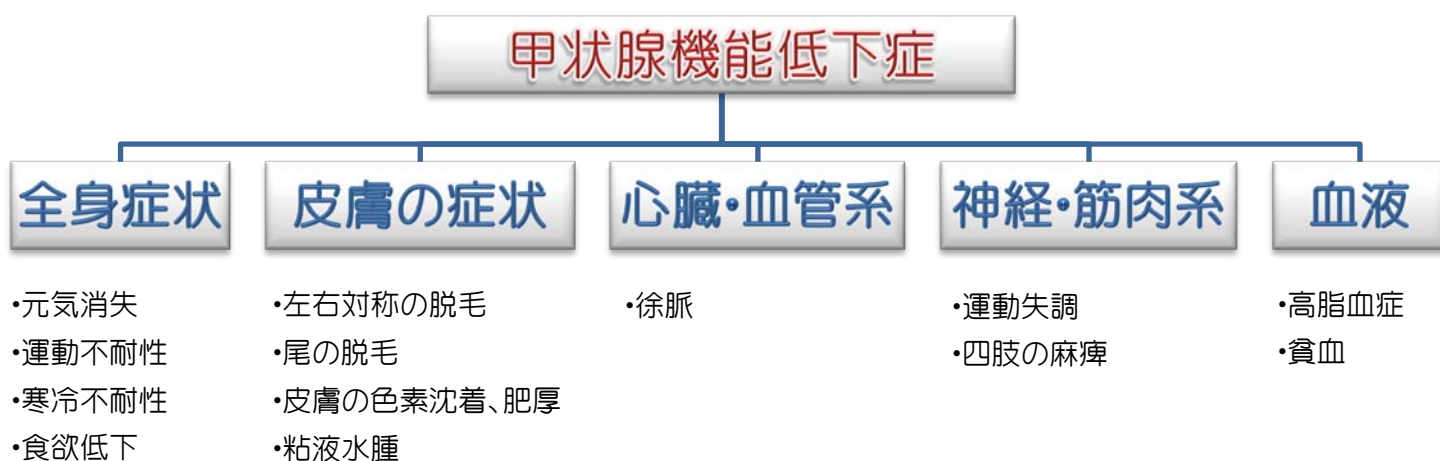 甲状腺機能低下症
全身症状
•元気消失
•運動不耐性
•寒冷不耐性
•食欲低下
皮膚の症状
•左右対称の脱毛
•尾の脱毛
•皮膚の色素沈着、肥厚
•粘液水腫
心臓・血管系
•徐脈
神経・筋肉系
•運動失調
•四肢の麻痺
血液
•高脂血症
•貧血